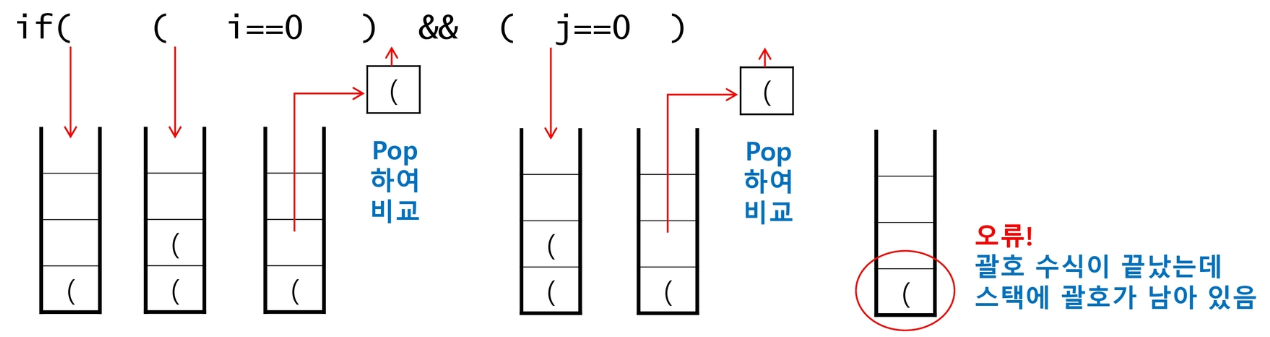 if( ( i==0 ) && ( j==0 )
( (
Pop
하여
비교
Pop
하여
비교
( (
( ( ( ( ( (
오류!
괄호 수식이 끝났는데
스택에 괄호가 남아 있음